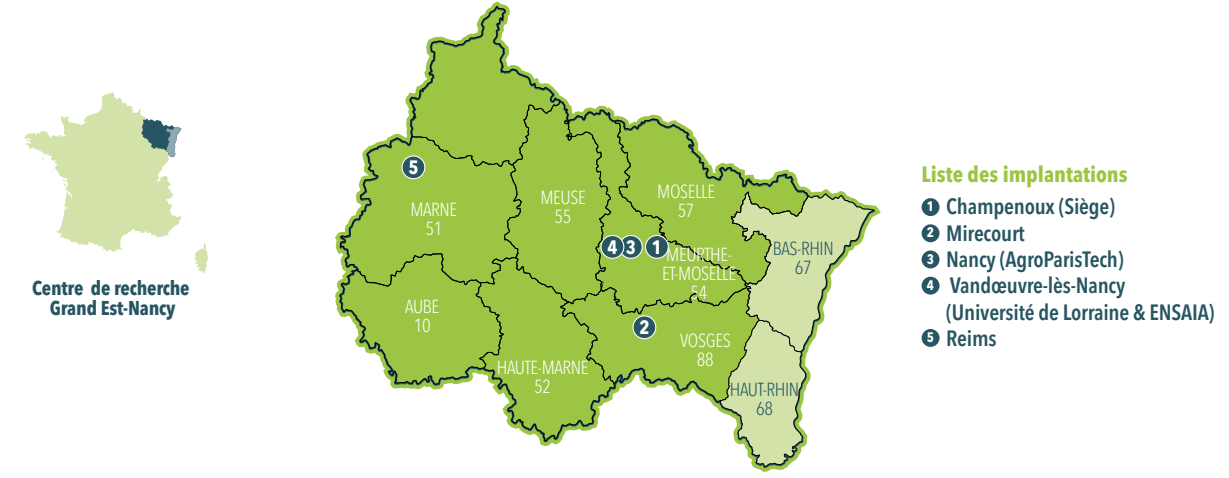 Centre de recherche
Grand Est-Nancy
5
MARNE
51
MEUSE
55
MOSELLE
57
4 3 1
MEURTHE-
ET-MOSELLE
54
BAS-RHIN
67
AUBE
10
2
VOSGES
88
HAUTE-MARNE
52
HAUT-RHIN
68
Liste des implantations
1 Champenoux (Siège)
2 Mirecourt
3 Nancy (AgroParisTech)
4 Vandœuvre-lès-Nancy
(Université de Lorraine & ENSAIA)
5 Reims